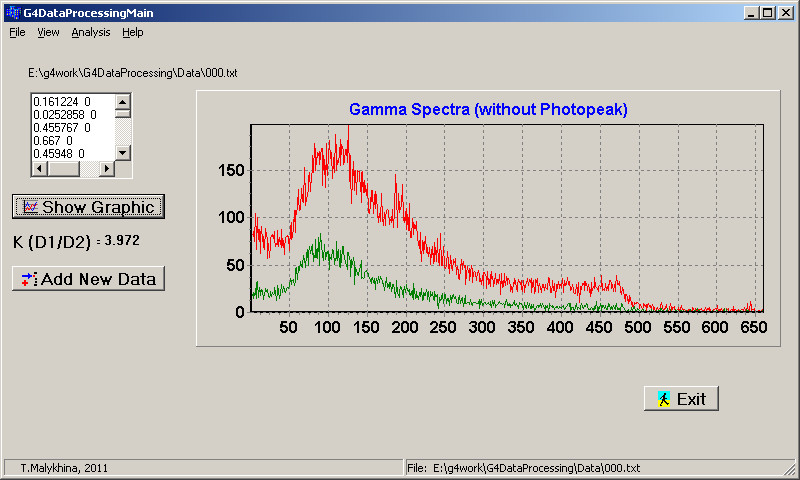 G4DataProcessingMain
File View Analysis Help
E:\g4work\G4DataProcessing\Data\000.txt
0.161224 0
0.0252858 0
0.455767 0
0.667 0
0.45948 0
Show Graphic
K (D1/D2) = 3.972
Add New Data
Gamma Spectra (without Photopeak)
150
100
50
0
50 100 150 200 250 300 350 400 450 500 550 600 650
Exit
T.Malykhina, 2011
File: E:\g4work\G4DataProcessing\Data\000.txt